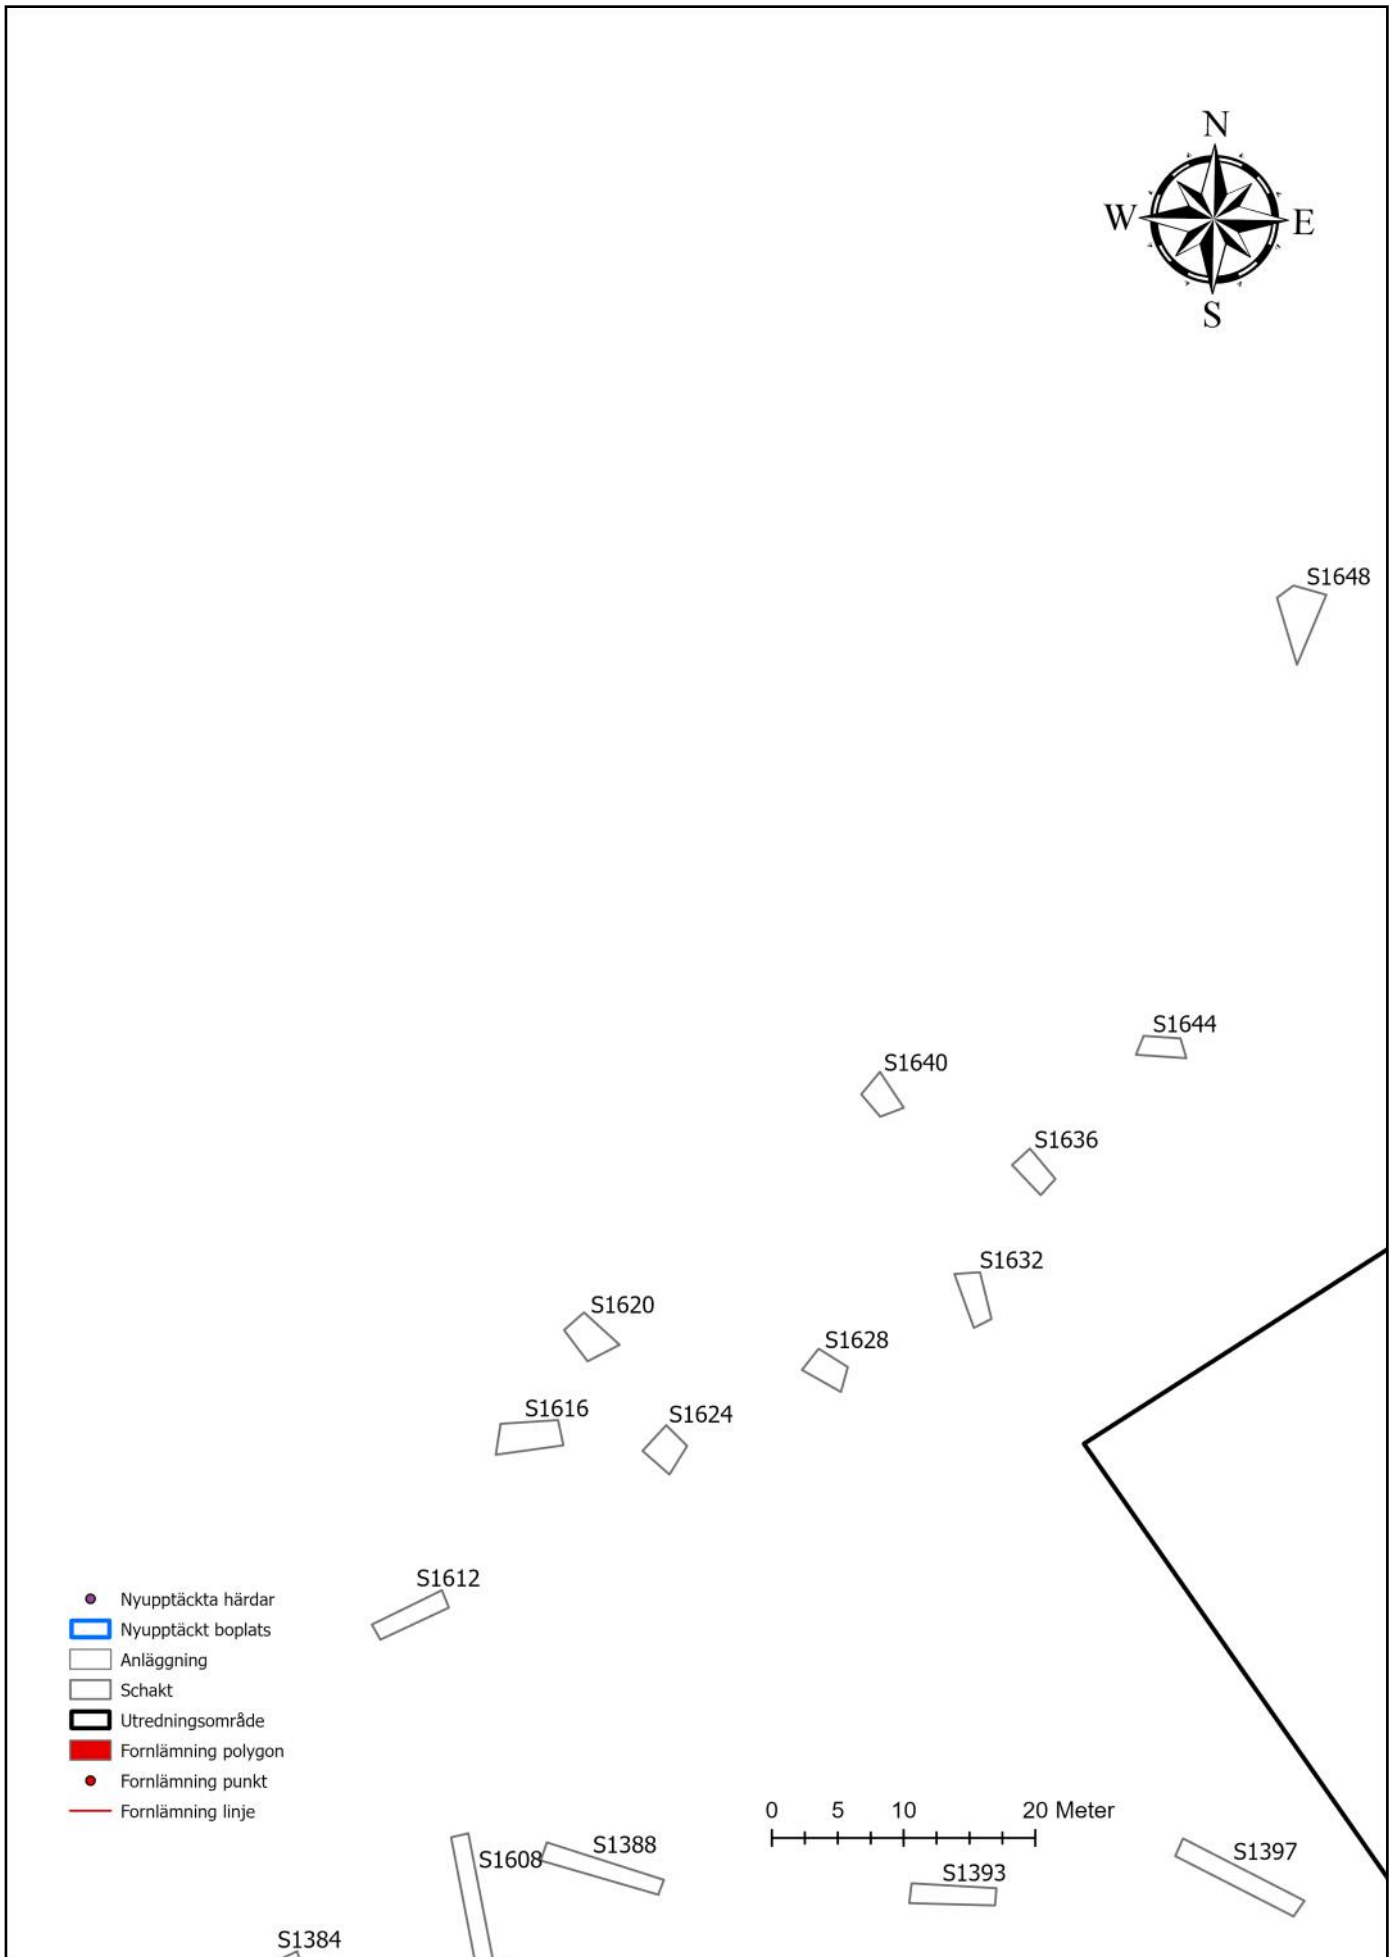 N
W E
S
S1648
S1644
S1640
S1636
S1632
S1620
S1628
S1616
S1624
S1612
Nyupptäckta härdar
Nyupptäckt boplats
Anläggning
Schakt
Utredningsområde
Fornlämning polygon
Fornlämning punkt
Fornlämning linje
0 5 10 20 Meter
S1388
S1397
S1608
S1393
S1384